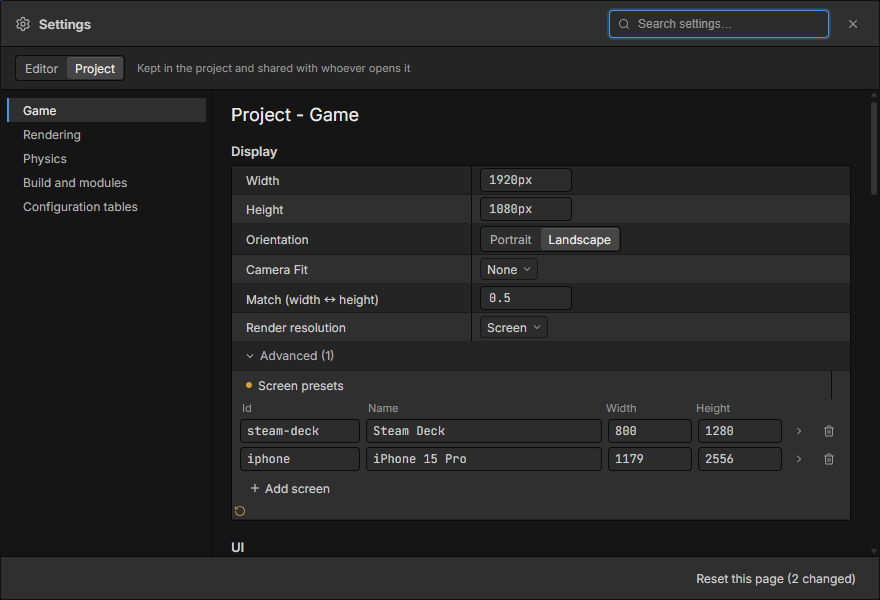 Settings
Search settings...
Editor Project Kept in the project and shared with whoever opens it
Game
Rendering
Physics
Build and modules
Configuration tables
Project - Game
Display
Width 1920px
Height 1080px
Orientation Portrait Landscape
Camera Fit None
Match (width ↔ height) 0.5
Render resolution Screen
Advanced (1)
Screen presets
Id Name Width Height
steam-deck Steam Deck 800 1280
iphone iPhone 15 Pro 1179 2556
+ Add screen
UI
Reset this page (2 changed)